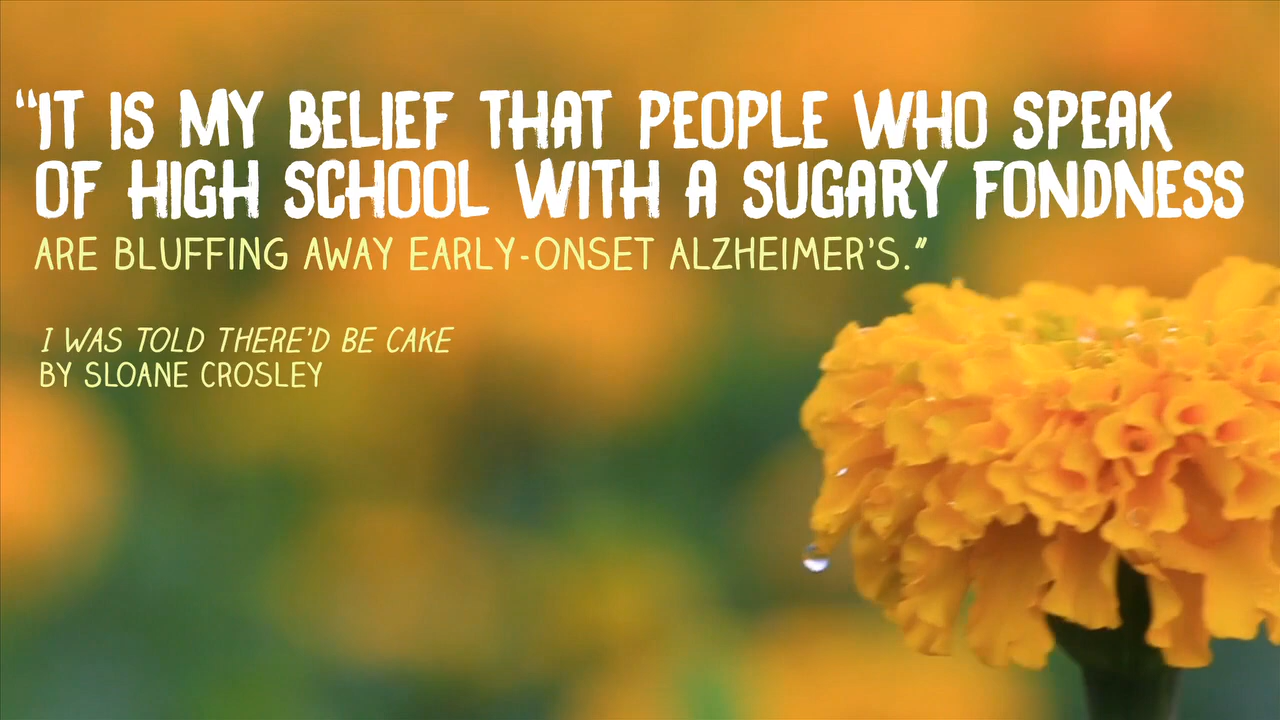 “IT IS MY BELIEF THAT PEOPLE WHO SPEAK
OF HIGH SCHOOL WITH A SUGARY FONDNESS
ARE BLUFFING AWAY EARLY-ONSET ALZHEIMER'S.”
I WAS TOLD THERE'D BE CAKE
BY SLOANE CROSLEY